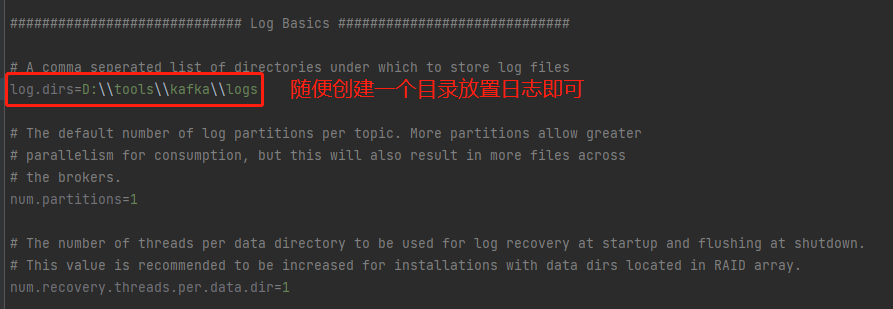 ############################# Log Basics #############################
# A comma seperated list of directories under which to store log files
log.dirs=D:\\tools\\kafka\\logs 随便创建一个目录放置日志即可
# The default number of log partitions per topic. More partitions allow greater
# parallelism for consumption, but this will also result in more files across
# the brokers.
num.partitions=1
# The number of threads per data directory to be used for log recovery at startup and flushing at shutdown.
# This value is recommended to be increased for installations with data dirs located in RAID array.
num.recovery.threads.per.data.dir=1